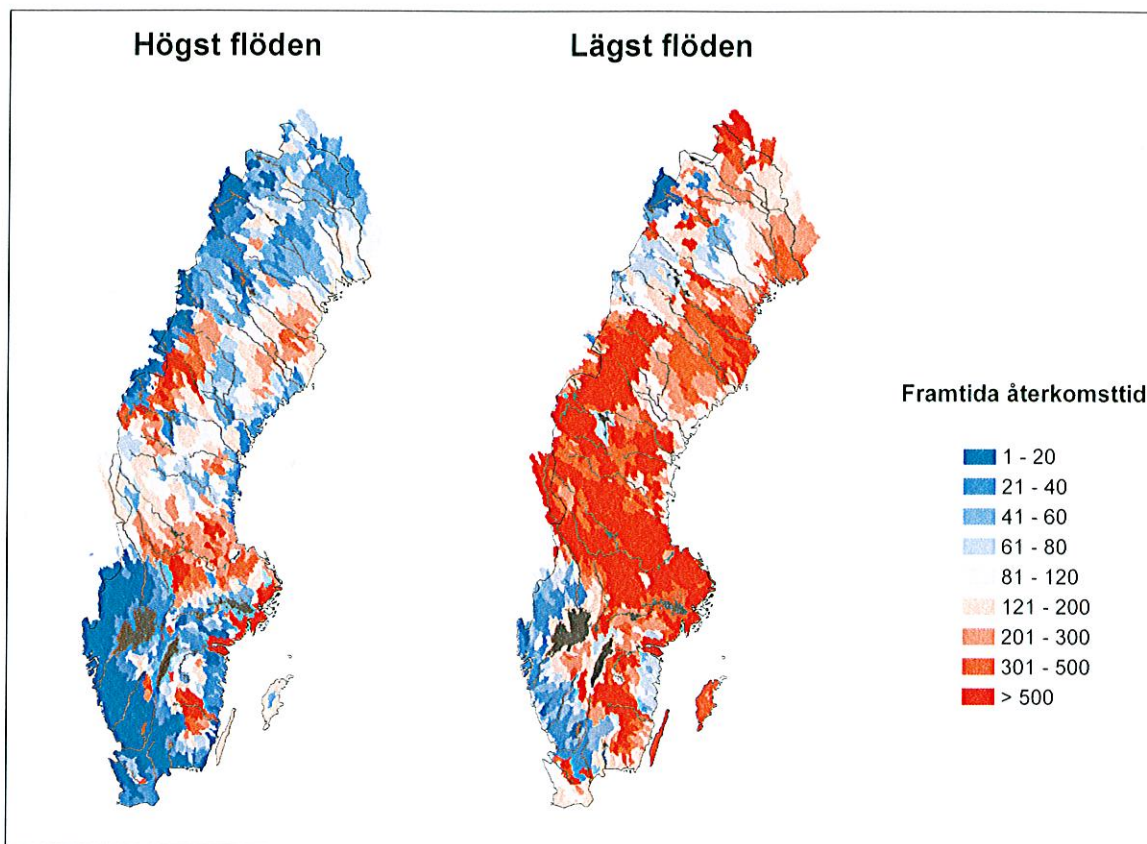 Högst flöden
Lägst flöden
Framtida återkomsttid
1 - 20
21 - 40
41 - 60
61 - 80
81 - 120
121 - 200
201 - 300
301 - 500
> 500